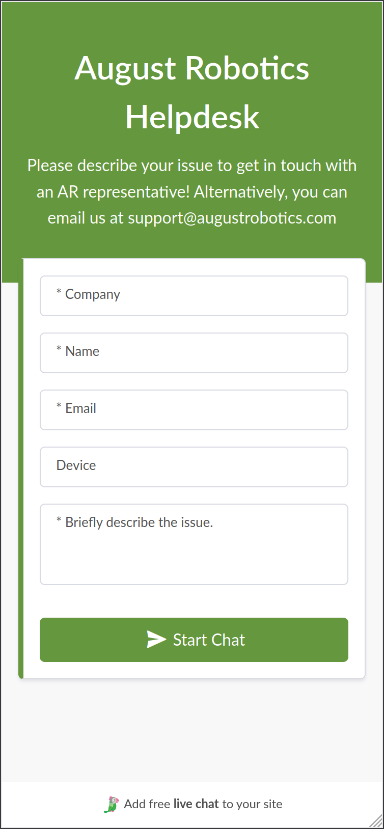 August Robotics
Helpdesk
Please describe your issue to get in touch with
an AR representative! Alternatively, you can
email us at support@augustrobotics.com
* Company
* Name
* Email
Device
* Briefly describe the issue.
Start Chat
Add free live chat to your site